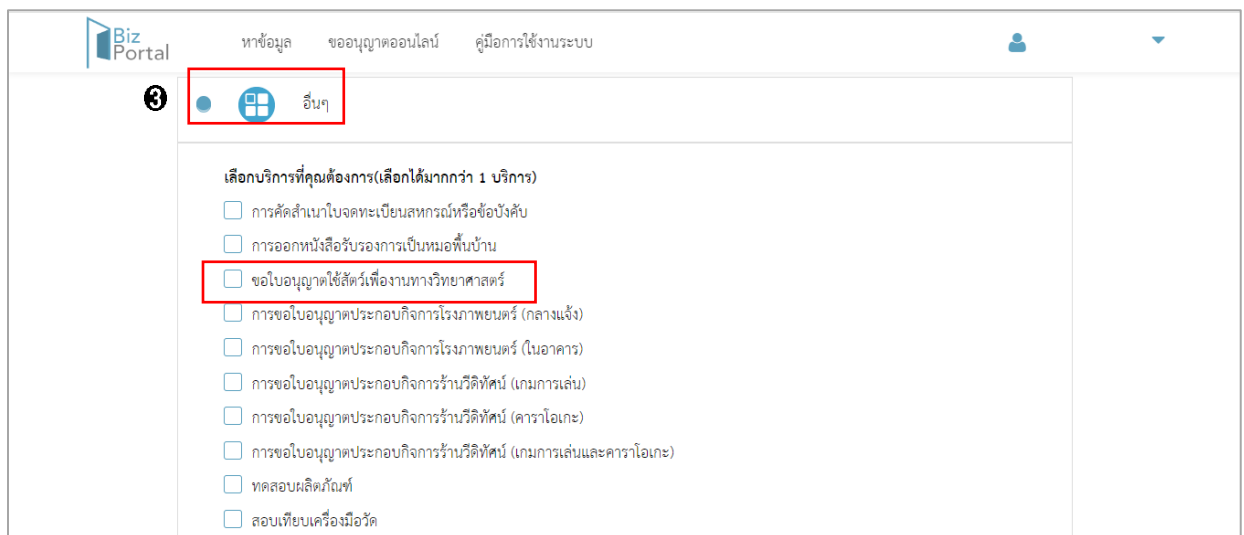 Biz
Portal
หาข้อมูล ขออนุญาตออนไลน์ คู่มือการใช้งานระบบ
❸ อื่นๆ
เลือกบริการที่คุณต้องการ(เลือกได้มากกว่า 1 บริการ)
การคัดสำเนาใบจดทะเบียนสหกรณ์หรือข้อบังคับ
การออกหนังสือรับรองการเป็นหมอพื้นบ้าน
ขอใบอนุญาตใช้สัตว์เพื่องานทางวิทยาศาสตร์
การขอใบอนุญาตประกอบกิจการโรงภาพยนตร์ (กลางแจ้ง)
การขอใบอนุญาตประกอบกิจการโรงภาพยนตร์ (ในอาคาร)
การขอใบอนุญาตประกอบกิจการร้านวีดิทัศน์ (เกมการเล่น)
การขอใบอนุญาตประกอบกิจการร้านวีดิทัศน์ (คาราโอเกะ)
การขอใบอนุญาตประกอบกิจการร้านวีดิทัศน์ (เกมการเล่นและคาราโอเกะ)
ทดสอบผลิตภัณฑ์
สอบเทียบเครื่องมือวัด